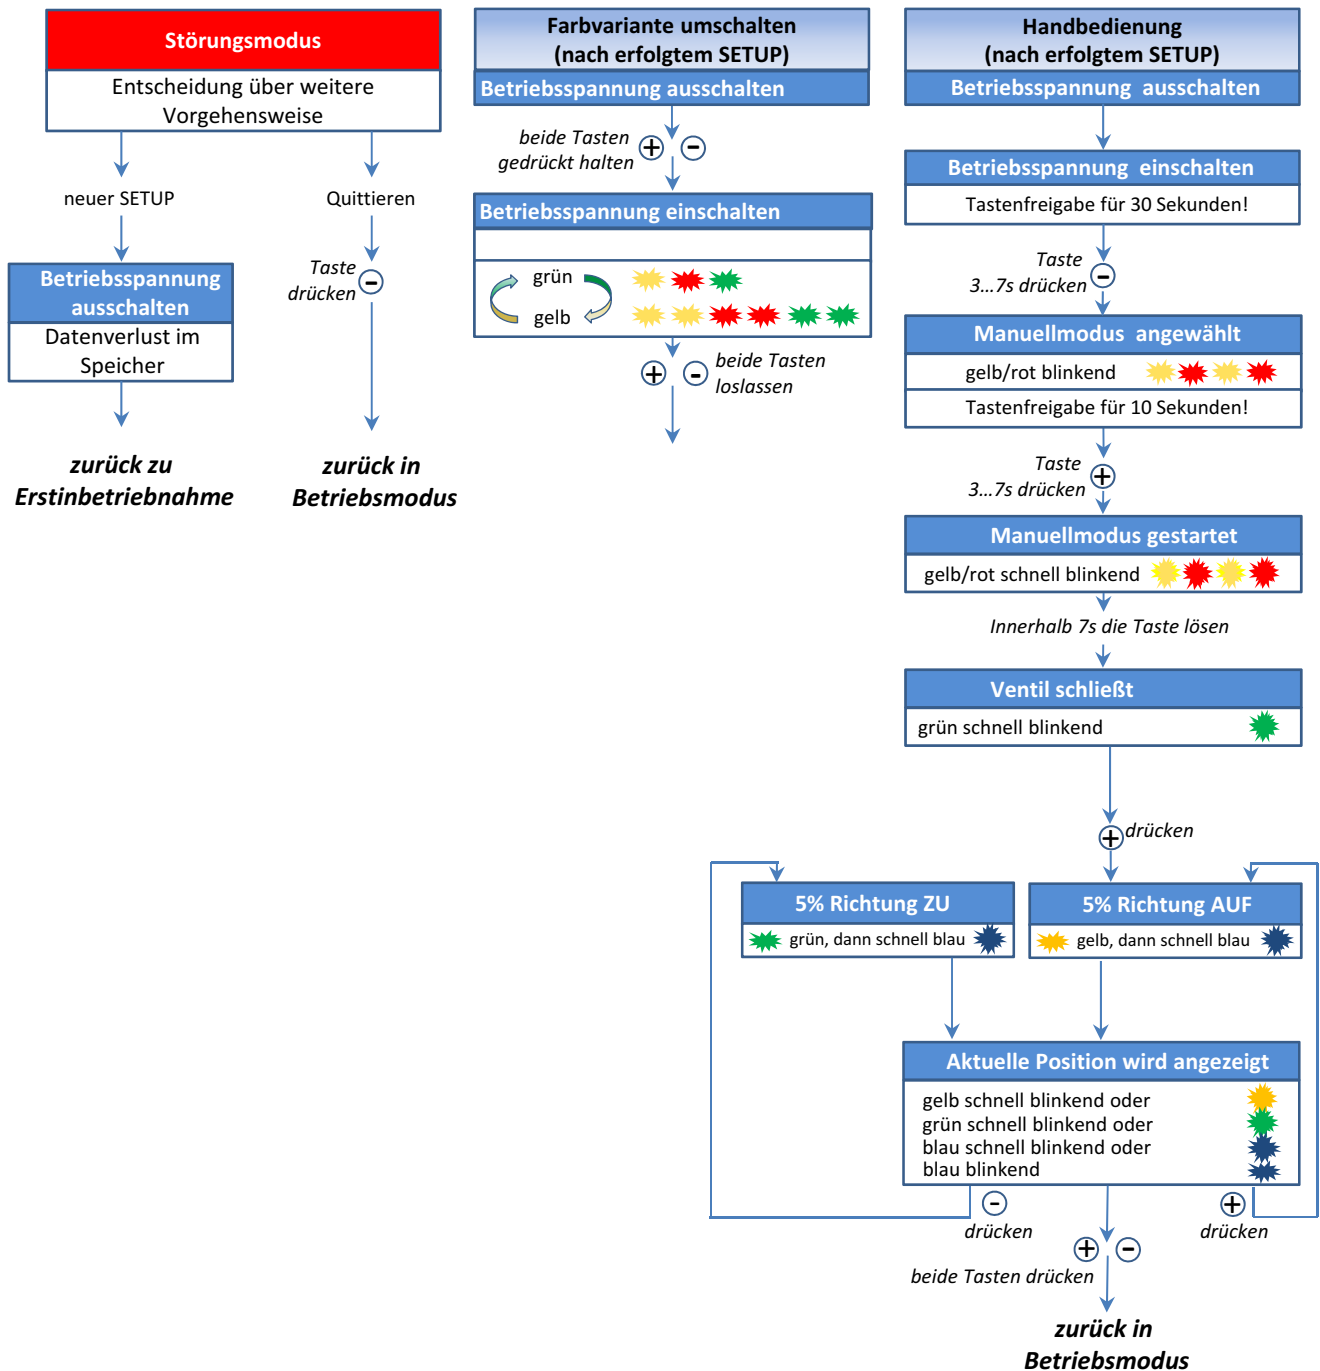 Störungsmodus
Entscheidung über weitere
Vorgehensweise
neuer SETUP
Quittieren
Betriebsspannung
ausschalten
Datenverlust im
Speicher
Taste
drücken
-
zurück zu
Erstinbetriebnahme
zurück in
Betriebsmodus
Farbvariante umschalten
(nach erfolgtem SETUP)
Betriebsspannung ausschalten
beide Tasten
gedrückt halten + -
Betriebsspannung einschalten
grün
gelb
+ - beide Tasten
loslassen
Handbedienung
(nach erfolgtem SETUP)
Betriebsspannung ausschalten
Betriebsspannung einschalten
Tastenfreigabe für 30 Sekunden!
Taste
3...7s drücken -
Manuellmodus angewählt
gelb/rot blinkend
Tastenfreigabe für 10 Sekunden!
Taste
3...7s drücken +
Manuellmodus gestartet
gelb/rot schnell blinkend
Innerhalb 7s die Taste lösen
Ventil schließt
grün schnell blinkend
+ drücken
5% Richtung ZU
grün, dann schnell blau
5% Richtung AUF
gelb, dann schnell blau
Aktuelle Position wird angezeigt
gelb schnell blinkend oder
grün schnell blinkend oder
blau schnell blinkend oder
blau blinkend
-
drücken
+
drücken
+ -
beide Tasten drücken
zurück in
Betriebsmodus